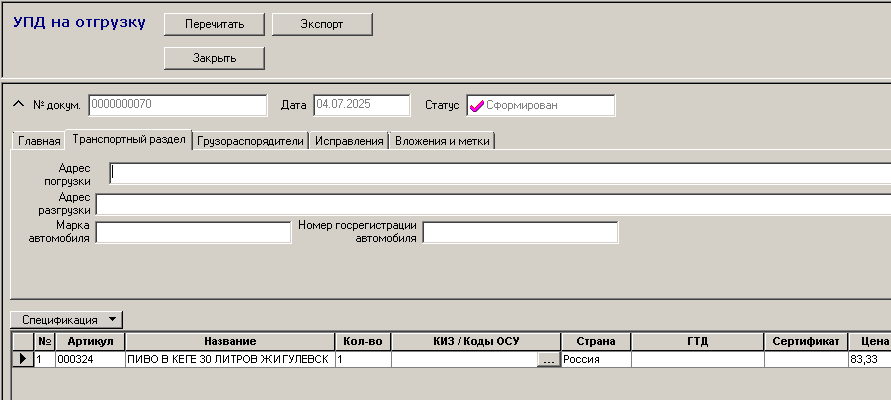 УПД на отгрузку
Перечитать
Экспорт
Закрыть
№ докум. 0000000070 Дата 04.07.2025 Статус Сформирован
Главная Транспортный раздел Грузораспорядители Исправления Вложения и метки
Адрес
погрузки
Адрес
разгрузки
Марка
автомобиля
Номер госрегистрации
автомобиля
Спецификация
№ Артикул Название Кол-во КИЗ / Коды ОСУ Страна ГТД Сертификат Цена
1 000324 ПИВО В КЕГЕ 30 ЛИТРОВ ЖИГУЛЕВСК 1 ... Россия 83,33